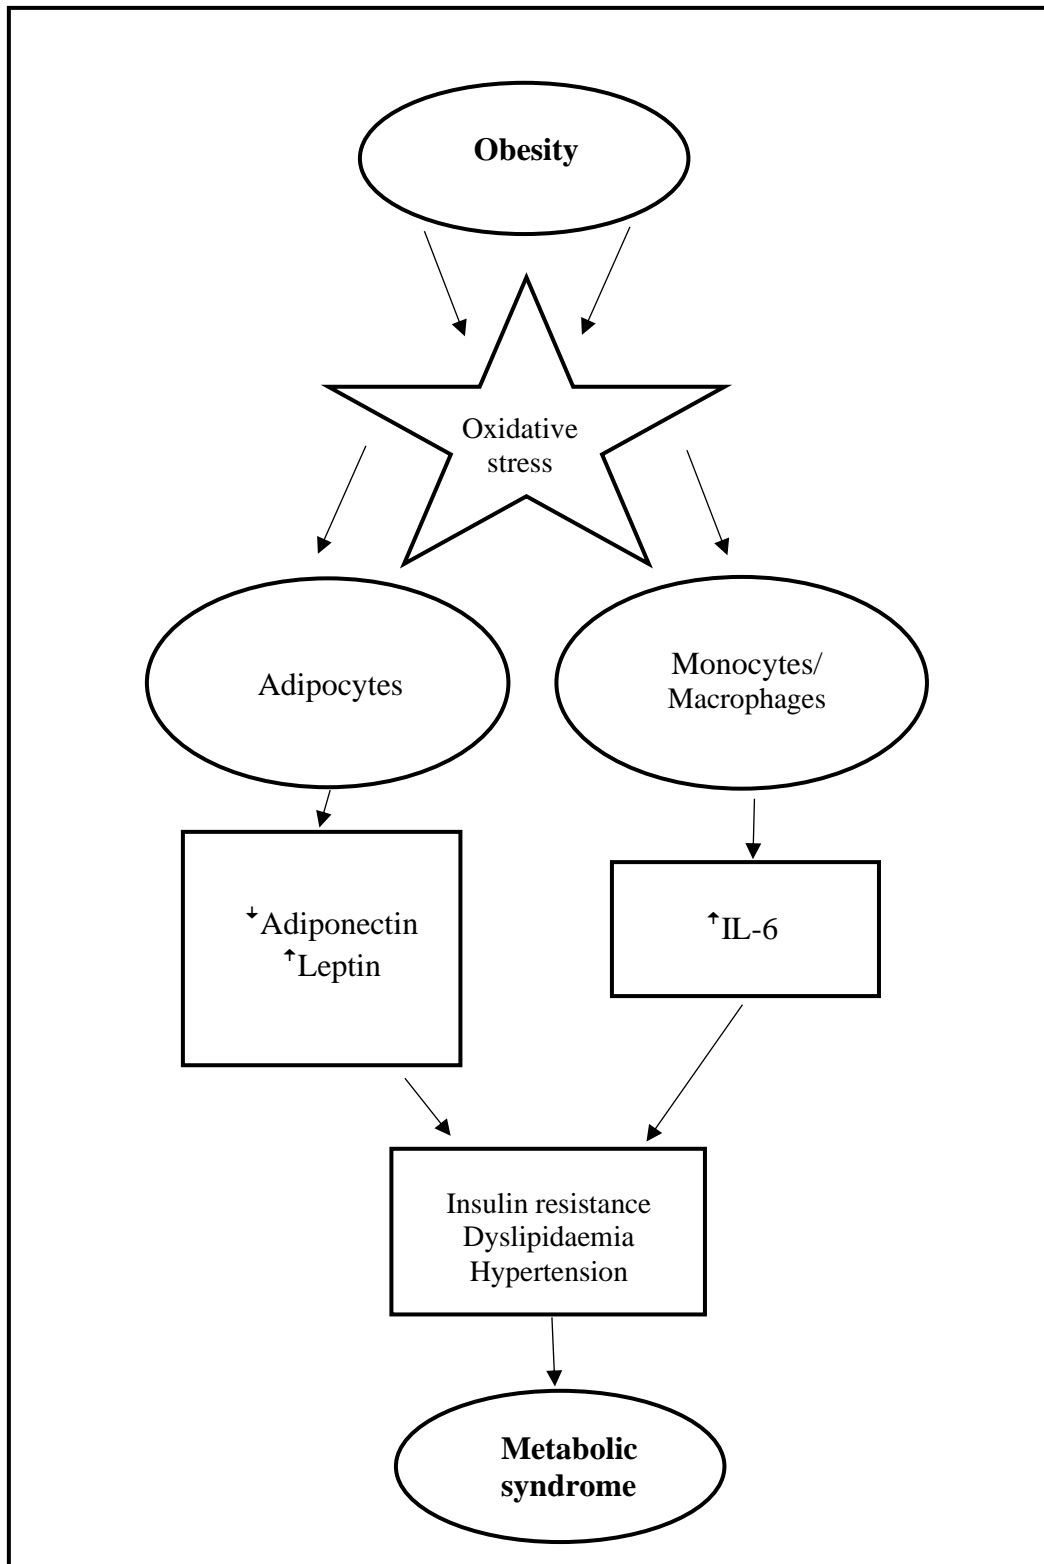 Obesity
Oxidative
stress
Adipocytes
Monocytes/
Macrophages
↓Adiponectin
↑Leptin
↑IL-6
Insulin resistance
Dyslipidaemia
Hypertension
Metabolic
syndrome